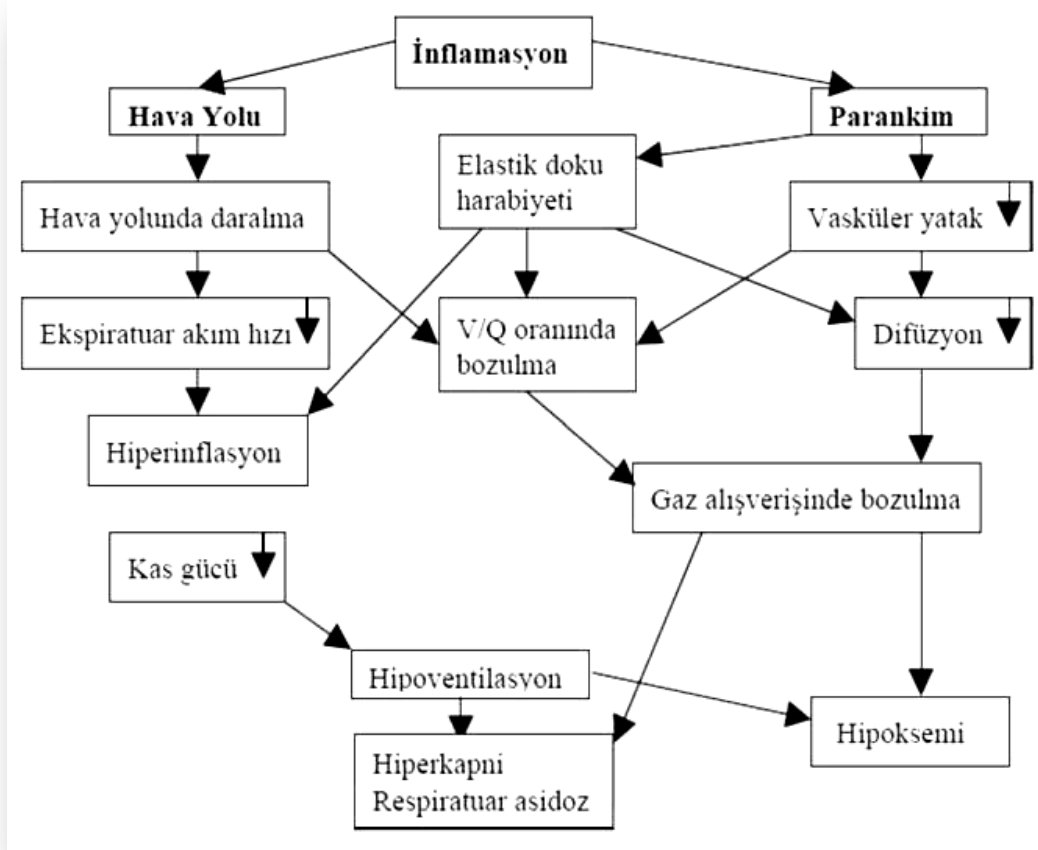 İnflamasyon
Hava Yolu
Parankim
Elastik doku
harabiyeti
Hava yolunda daralma
Vasküler yatak
Ekspiratuar akım hızı
V/Q oranında
bozulma
Difüzyon
Hiperinflasyon
Gaz alışverişinde bozulma
Kas gücü
Hipoventilasyon
Hipoksemi
Hiperkapni
Respiratuar asidoz